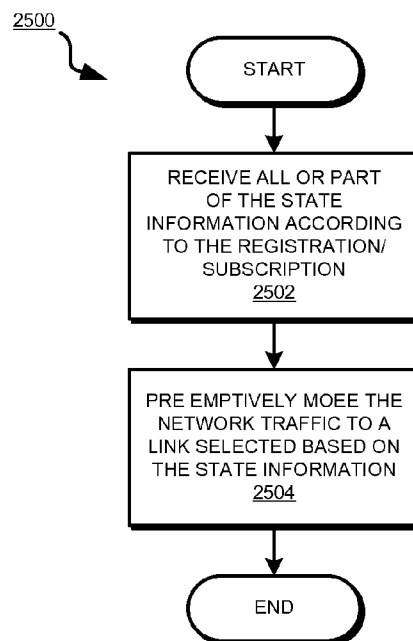 2500
START
RECEIVE ALL OR PART
OF THE STATE
INFORMATION ACCORDING
TO THE REGISTRATION/
SUBSCRIPTION
2502
PRE EMPTIVELY MOEE THE
NETWORK TRAFFIC TO A
LINK SELECTED BASED ON
THE STATE INFORMATION
2504
END